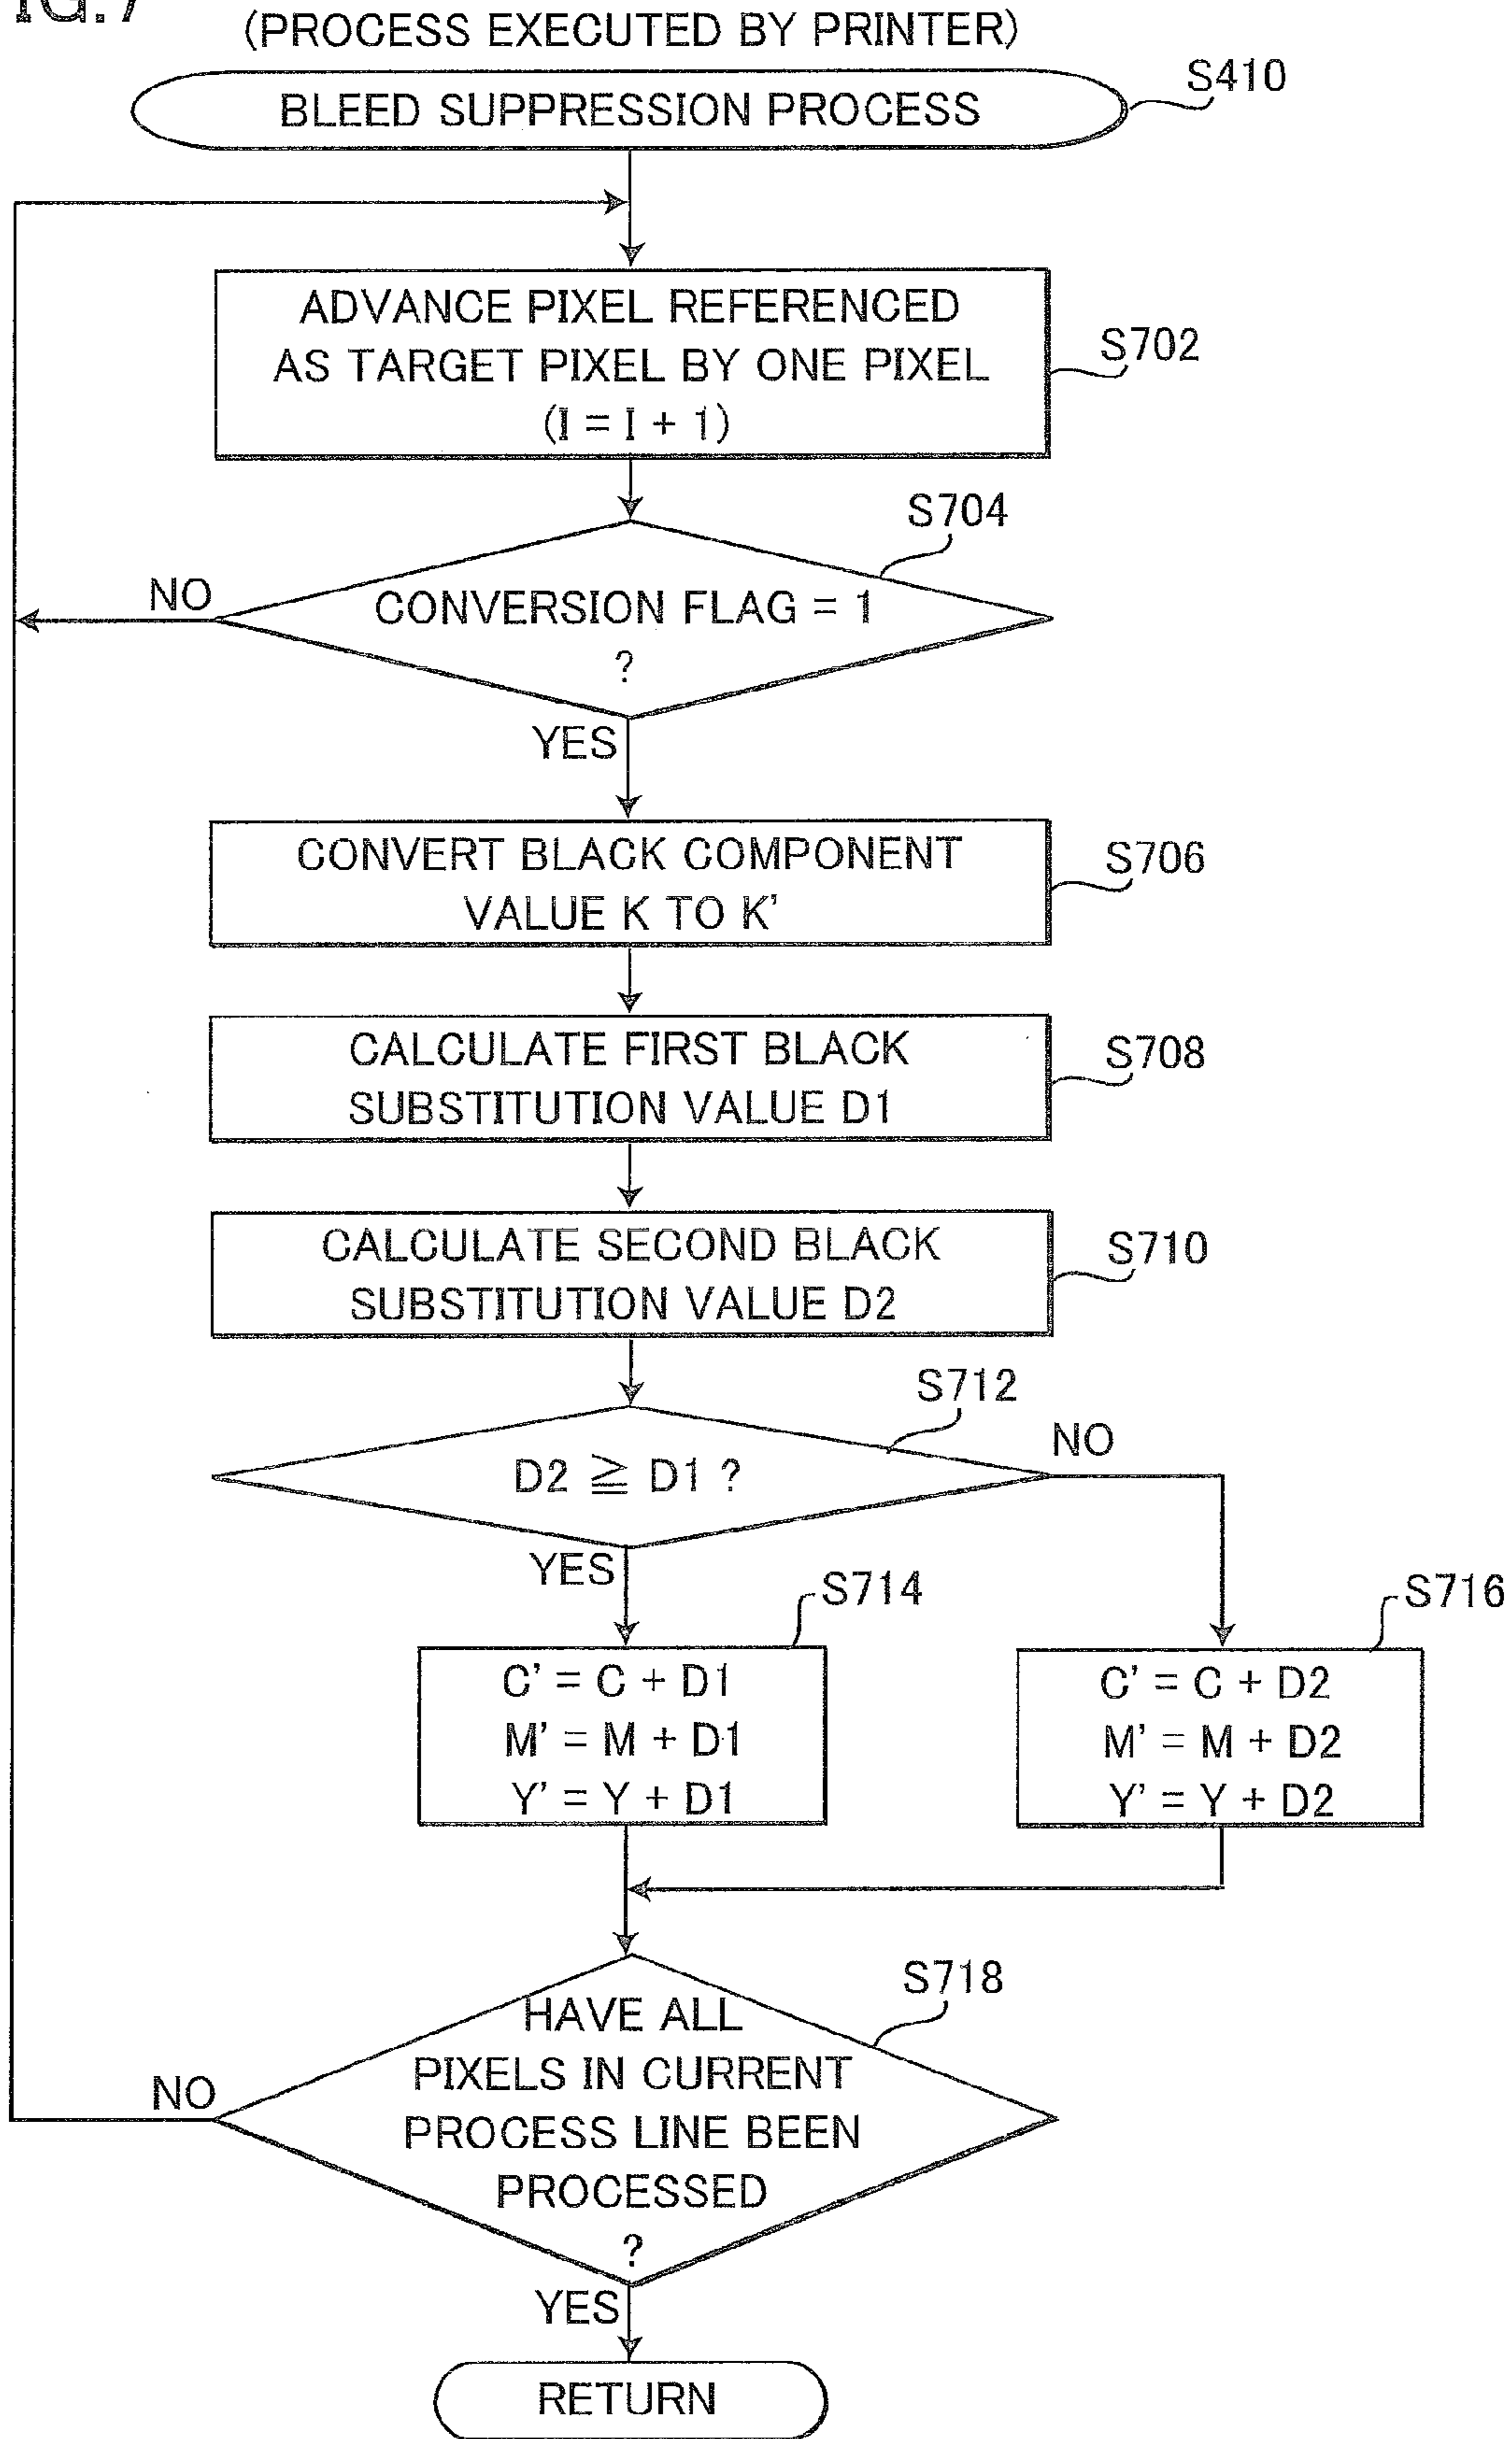 IG.7
(PROCESS EXECUTED BY PRINTER)
BLEED SUPPRESSION PROCESS
S410
ADVANCE PIXEL REFERENCED
AS TARGET PIXEL BY ONE PIXEL
(I = I + 1)
S702
S704
NO
CONVERSION FLAG = 1
?
YES
CONVERT BLACK COMPONENT
VALUE K TO K'
S706
CALCULATE FIRST BLACK
SUBSTITUTION VALUE D1
S708
CALCULATE SECOND BLACK
SUBSTITUTION VALUE D2
S710
S712
D2 ≧ D1 ?
NO
YES
S714
C' = C + D1
M' = M + D1
Y' = Y + D1
S716
C' = C + D2
M' = M + D2
Y' = Y + D2
S718
HAVE ALL
PIXELS IN CURRENT
PROCESS LINE BEEN
PROCESSED
?
NO
YES
RETURN